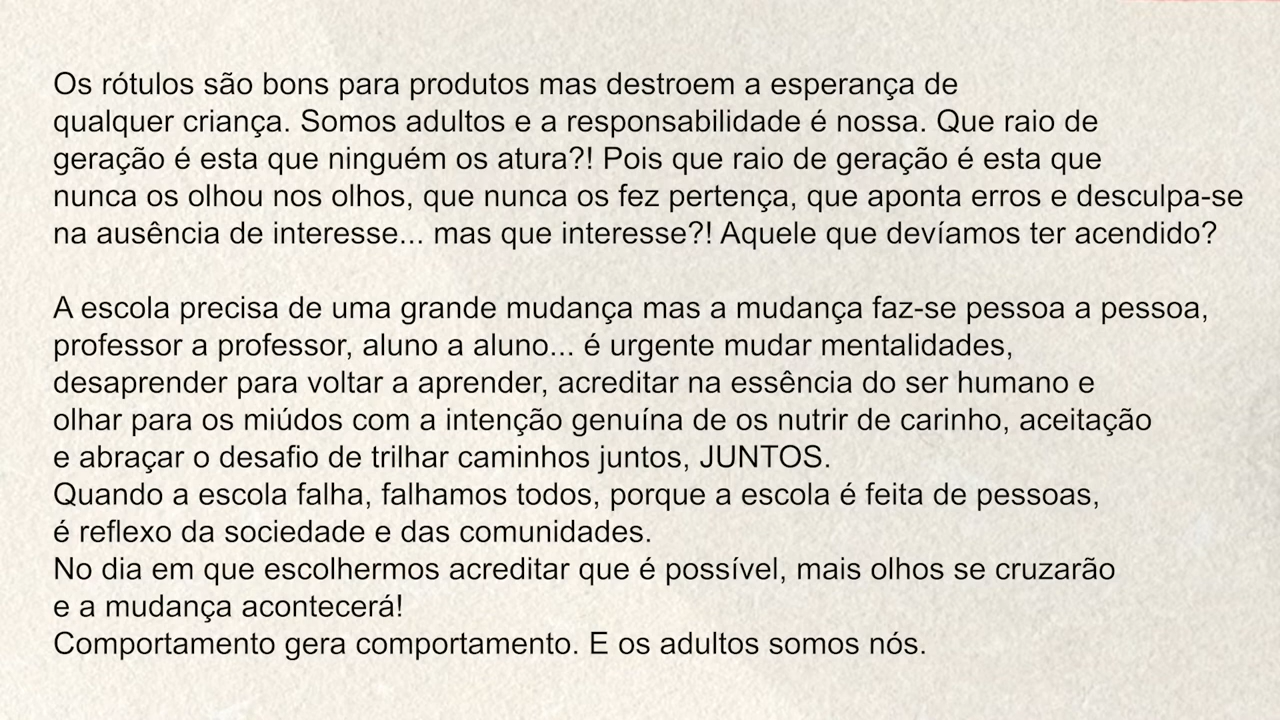 Os rótulos são bons para produtos mas destroem a esperança de
qualquer criança. Somos adultos e a responsabilidade é nossa. Que raio de
geração é esta que ninguém os atura?! Pois que raio de geração é esta que
nunca os olhou nos olhos, que nunca os fez pertença, que aponta erros e desculpa-se
na ausência de interesse... mas que interesse?! Aquele que devíamos ter acendido?

A escola precisa de uma grande mudança mas a mudança faz-se pessoa a pessoa,
professor a professor, aluno a aluno... é urgente mudar mentalidades,
desaprender para voltar a aprender, acreditar na essência do ser humano e
olhar para os miúdos com a intenção genuína de os nutrir de carinho, aceitação
e abraçar o desafio de trilhar caminhos juntos, JUNTOS.
Quando a escola falha, falhamos todos, porque a escola é feita de pessoas,
é reflexo da sociedade e das comunidades.
No dia em que escolhermos acreditar que é possível, mais olhos se cruzarão
e a mudança acontecerá!
Comportamento gera comportamento. E os adultos somos nós.